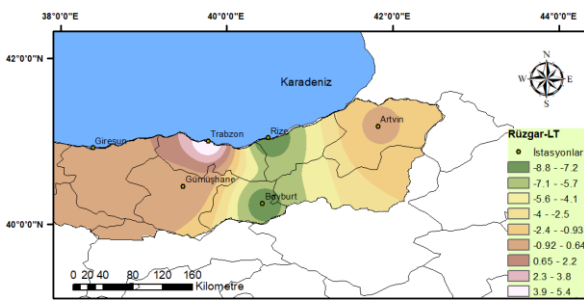 38°0'0"E 40°0'0"E 42°0'0"E 44°0'0"E
42°0'0"N
40°0'0"N
Karadeniz
N
W E
S
Giresun
Trabzon
Rize
Artvin
Gümüşhane
Bayburt
Rüzgar-LT
İstasyonlar
-8.8 - -7.2
-7.1 - -5.7
-5.6 - -4.1
-4 - -2.5
-2.4 - -0.93
-0.92 - 0.64
0.65 - 2.2
2.3 - 3.8
3.9 - 5.4
0 20 40 80 120 160
Kilometre